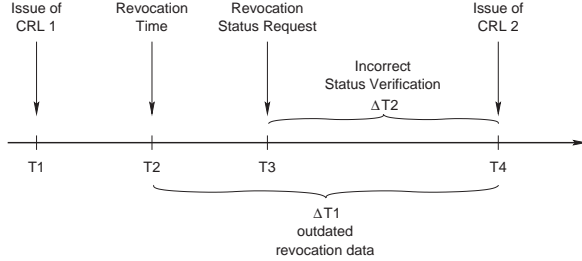 Issue of
CRL 1
Revocation
Time
Revocation
Status Request
Issue of
CRL 2
Incorrect
Status Verification
ΔT2
T1
T2
T3
T4
ΔT1
outdated
revocation data